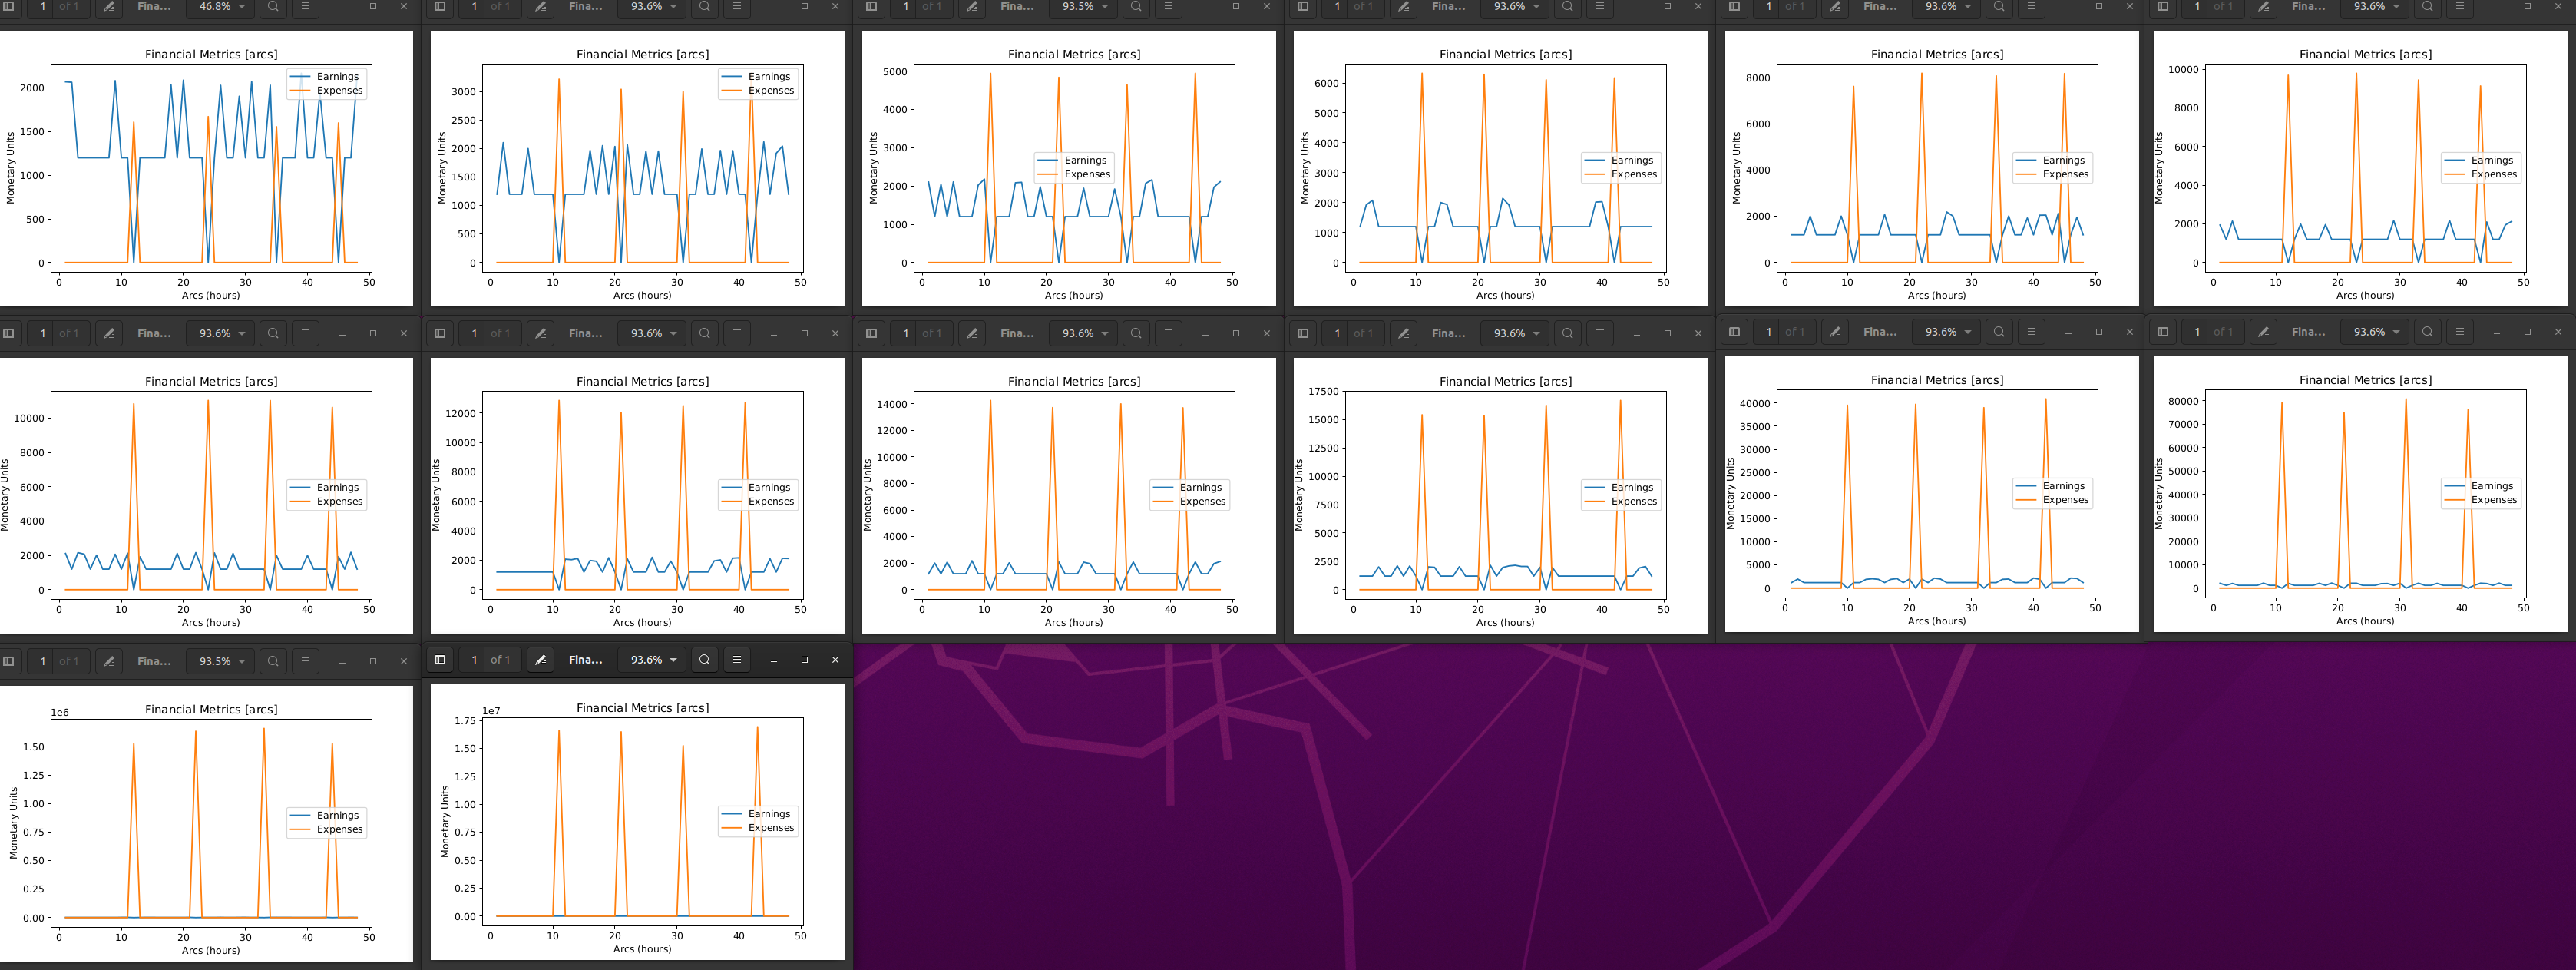 1 of 1 Fina... 46.8%
1 of 1 Fina... 93.6%
1 of 1 Fina... 93.5%
1 of 1 Fina... 93.6%
1 of 1 Fina... 93.6%
1 of 1 Fina... 93.6%
Financial Metrics [arcs]
Earnings
Expenses
2000
1500
1000
500
0
Monetary Units
0 10 20 30 40 50
Arcs (hours)
Financial Metrics [arcs]
Earnings
Expenses
3000
2500
2000
1500
1000
500
0
Monetary Units
0 10 20 30 40 50
Arcs (hours)
Financial Metrics [arcs]
Earnings
Expenses
5000
4000
3000
2000
1000
0
Monetary Units
0 10 20 30 40 50
Arcs (hours)
Financial Metrics [arcs]
Earnings
Expenses
6000
5000
4000
3000
2000
1000
0
Monetary Units
0 10 20 30 40 50
Arcs (hours)
Financial Metrics [arcs]
Earnings
Expenses
8000
6000
4000
2000
0
Monetary Units
0 10 20 30 40 50
Arcs (hours)
Financial Metrics [arcs]
Earnings
Expenses
10000
8000
6000
4000
2000
0
Monetary Units
0 10 20 30 40 50
Arcs (hours)
1 of 1 Fina... 93.6%
1 of 1 Fina... 93.6%
1 of 1 Fina... 93.6%
1 of 1 Fina... 93.6%
1 of 1 Fina... 93.6%
1 of 1 Fina... 93.6%
Financial Metrics [arcs]
Earnings
Expenses
10000
8000
6000
4000
2000
0
Monetary Units
0 10 20 30 40 50
Arcs (hours)
Financial Metrics [arcs]
Earnings
Expenses
12000
10000
8000
6000
4000
2000
0
Monetary Units
0 10 20 30 40 50
Arcs (hours)
Financial Metrics [arcs]
Earnings
Expenses
14000
12000
10000
8000
6000
4000
2000
0
Monetary Units
0 10 20 30 40 50
Arcs (hours)
Financial Metrics [arcs]
Earnings
Expenses
17500
15000
12500
10000
7500
5000
2500
0
Monetary Units
0 10 20 30 40 50
Arcs (hours)
Financial Metrics [arcs]
Earnings
Expenses
40000
35000
30000
25000
20000
15000
10000
5000
0
Monetary Units
0 10 20 30 40 50
Arcs (hours)
Financial Metrics [arcs]
Earnings
Expenses
80000
70000
60000
50000
40000
30000
20000
10000
0
Monetary Units
0 10 20 30 40 50
Arcs (hours)
1 of 1 Fina... 93.5%
1 of 1 Fina... 93.6%
Financial Metrics [arcs]
1e6
Earnings
Expenses
1.50
1.25
1.00
0.75
0.50
0.25
0.00
Monetary Units
0 10 20 30 40 50
Arcs (hours)
Financial Metrics [arcs]
1e7
Earnings
Expenses
1.75
1.50
1.25
1.00
0.75
0.50
0.25
0.00
Monetary Units
0 10 20 30 40 50
Arcs (hours)